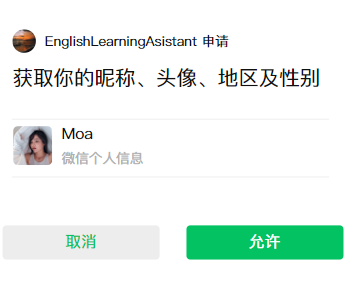 EnglishLearningAsistant 申请
获取你的昵称、头像、地区及性别
Moa
微信个人信息
取消
允许